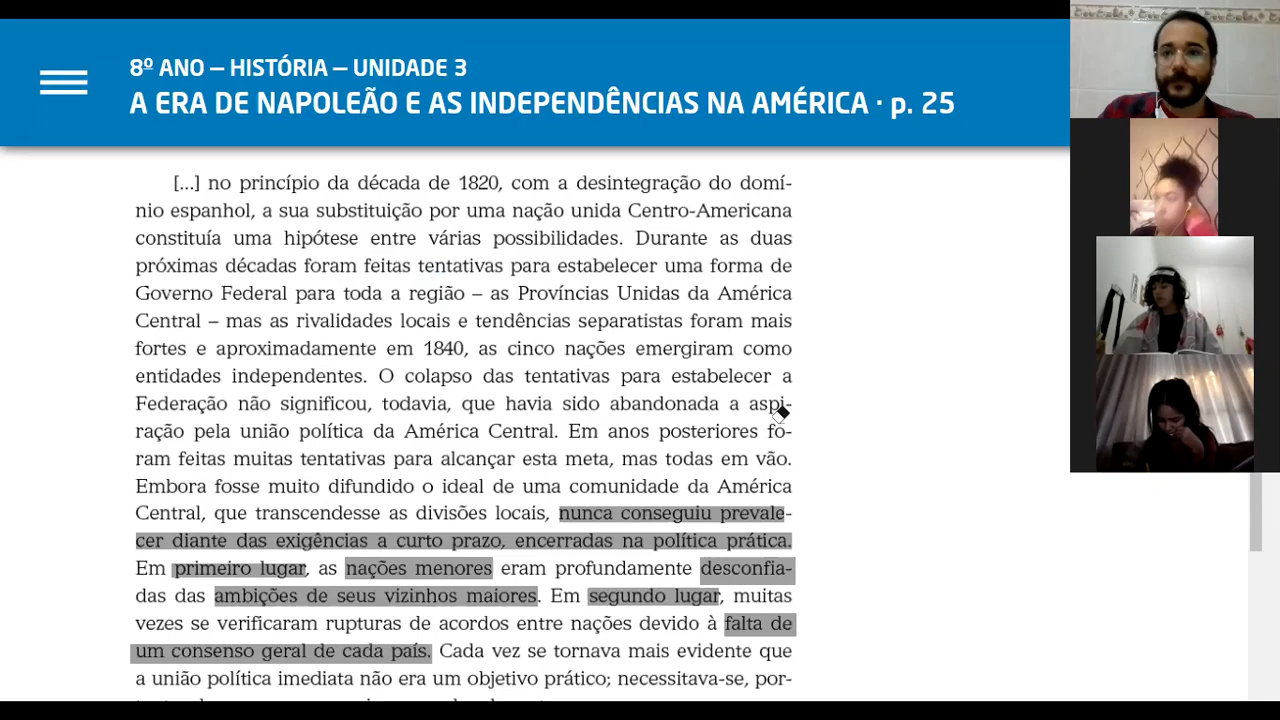 8º ANO – HISTÓRIA – UNIDADE 3
A ERA DE NAPOLEÃO E AS INDEPENDÊNCIAS NA AMÉRICA · p. 25
[...] no princípio da década de 1820, com a desintegração do domí-
nio espanhol, a sua substituição por uma nação unida Centro-Americana
constituía uma hipótese entre várias possibilidades. Durante as duas
próximas décadas foram feitas tentativas para estabelecer uma forma de
Governo Federal para toda a região – as Províncias Unidas da América
Central – mas as rivalidades locais e tendências separatistas foram mais
fortes e aproximadamente em 1840, as cinco nações emergiram como
entidades independentes. O colapso das tentativas para estabelecer a
Federação não significou, todavia, que havia sido abandonada a aspi-
ração pela união política da América Central. Em anos posteriores fo-
ram feitas muitas tentativas para alcançar esta meta, mas todas em vão.
Embora fosse muito difundido o ideal de uma comunidade da América
Central, que transcendesse as divisões locais, nunca conseguiu prevale-
cer diante das exigências a curto prazo, encerradas na política prática.
Em primeiro lugar, as nações menores eram profundamente desconfia-
das das ambições de seus vizinhos maiores. Em segundo lugar, muitas
vezes se verificaram rupturas de acordos entre nações devido à falta de
um consenso geral de cada país. Cada vez se tornava mais evidente que
a união política imediata não era um objetivo prático; necessitava-se, por-